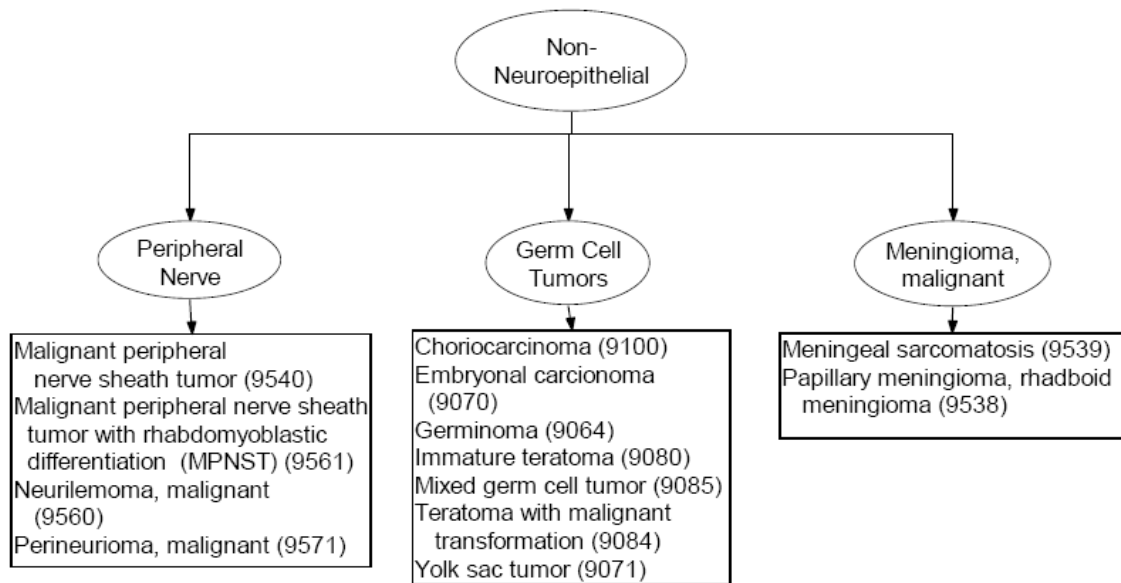 Non-
Neuroepithelial
Peripheral
Nerve
Germ Cell
Tumors
Meningioma,
malignant
Malignant peripheral
nerve sheath tumor (9540)
Malignant peripheral nerve sheath
tumor with rhabdomyoblastic
differentiation (MPNST) (9561)
Neurilemoma, malignant
(9560)
Perineurioma, malignant (9571)
Choriocarcinoma (9100)
Embryonal carcionoma
(9070)
Germinoma (9064)
Immature teratoma (9080)
Mixed germ cell tumor (9085)
Teratoma with malignant
transformation (9084)
Yolk sac tumor (9071)
Meningeal sarcomatosis (9539)
Papillary meningioma, rhadboid
meningioma (9538)